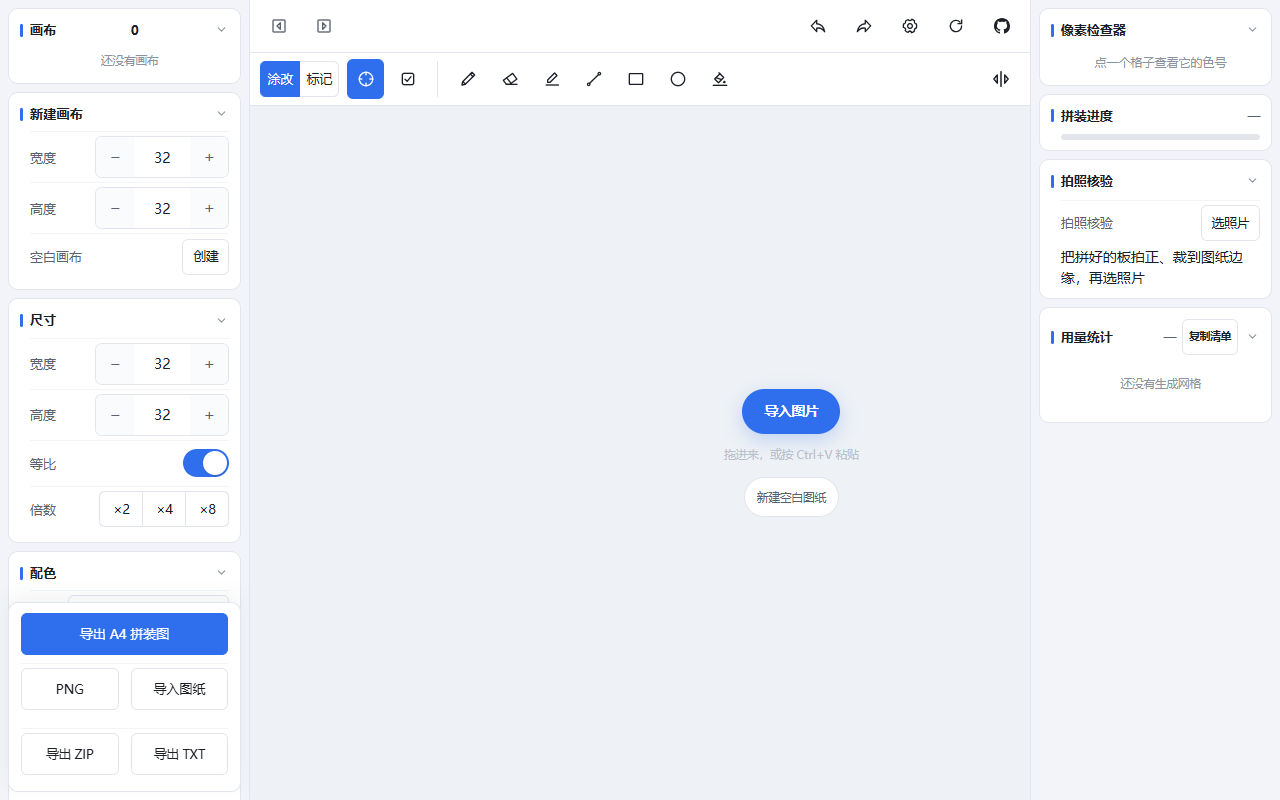 画布 0
还没有画布
新建画布
宽度 − 32 +
高度 − 32 +
空白画布 创建
尺寸
宽度 − 32 +
高度 − 32 +
等比
倍数 ×2 ×4 ×8
配色
导出 A4 拼装图
PNG 导入图纸
导出 ZIP 导出 TXT
涂改 标记
导入图片
拖进来，或按 Ctrl+V 粘贴
新建空白图纸
像素检查器
点一个格子查看它的色号
拼装进度 —
拍照核验
拍照核验 选照片
把拼好的板拍正、裁到图纸边
缘，再选照片
用量统计 — 复制清单
还没有生成网格